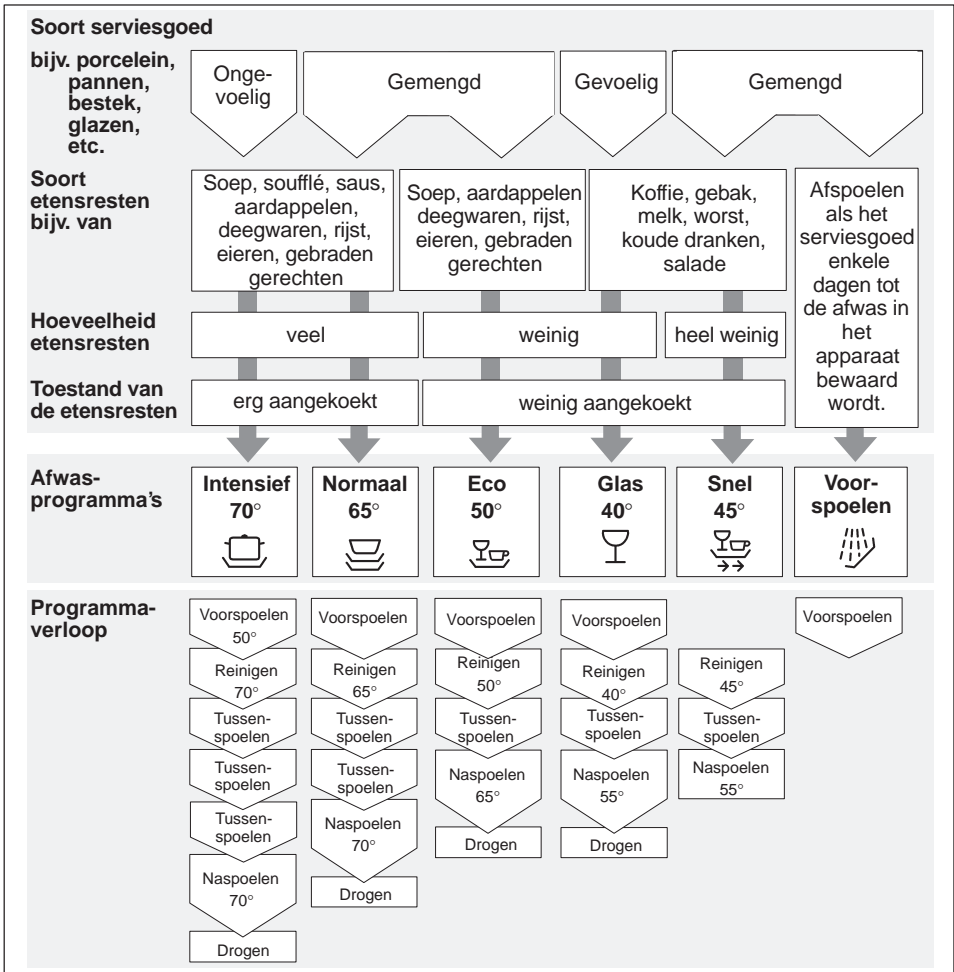 Soort serviesgoed
bijv. porcelein,
pannen,
bestek,
glazen,
etc.
Onge-
voelig
Gemengd
Gevoelig
Gemengd
Soort
etensresten
bijv. van
Soep, soufflé, saus,
aardappelen,
deegwaren, rijst,
eieren, gebraden
gerechten
Soep, aardappelen
deegwaren, rijst,
eieren, gebraden
gerechten
Koffie, gebak,
melk, worst,
koude dranken,
salade
Afspoelen
als het
serviesgoed
enkele
dagen tot
de afwas in
het
apparaat
bewaard
wordt.
Hoeveelheid
etensresten
veel
weinig
heel weinig
Toestand van
de etensresten
erg aangekoekt
weinig aangekoekt
Afwas-
programma’s
Intensief
70°
Normaal
65°
Eco
50°
Glas
40°
Snel
45°
Voor-
spoelen
Programma-
verloop
Voorspoelen
50°
Reinigen
70°
Tussen-
spoelen
Tussen-
spoelen
Tussen-
spoelen
Naspoelen
70°
Drogen
Voorspoelen
Reinigen
65°
Tussen-
spoelen
Tussen-
spoelen
Naspoelen
70°
Drogen
Voorspoelen
Reinigen
50°
Tussen-
spoelen
Naspoelen
65°
Drogen
Voorspoelen
Reinigen
40°
Tussen-
spoelen
Naspoelen
55°
Drogen
Reinigen
45°
Tussen-
spoelen
Naspoelen
55°
Voorspoelen